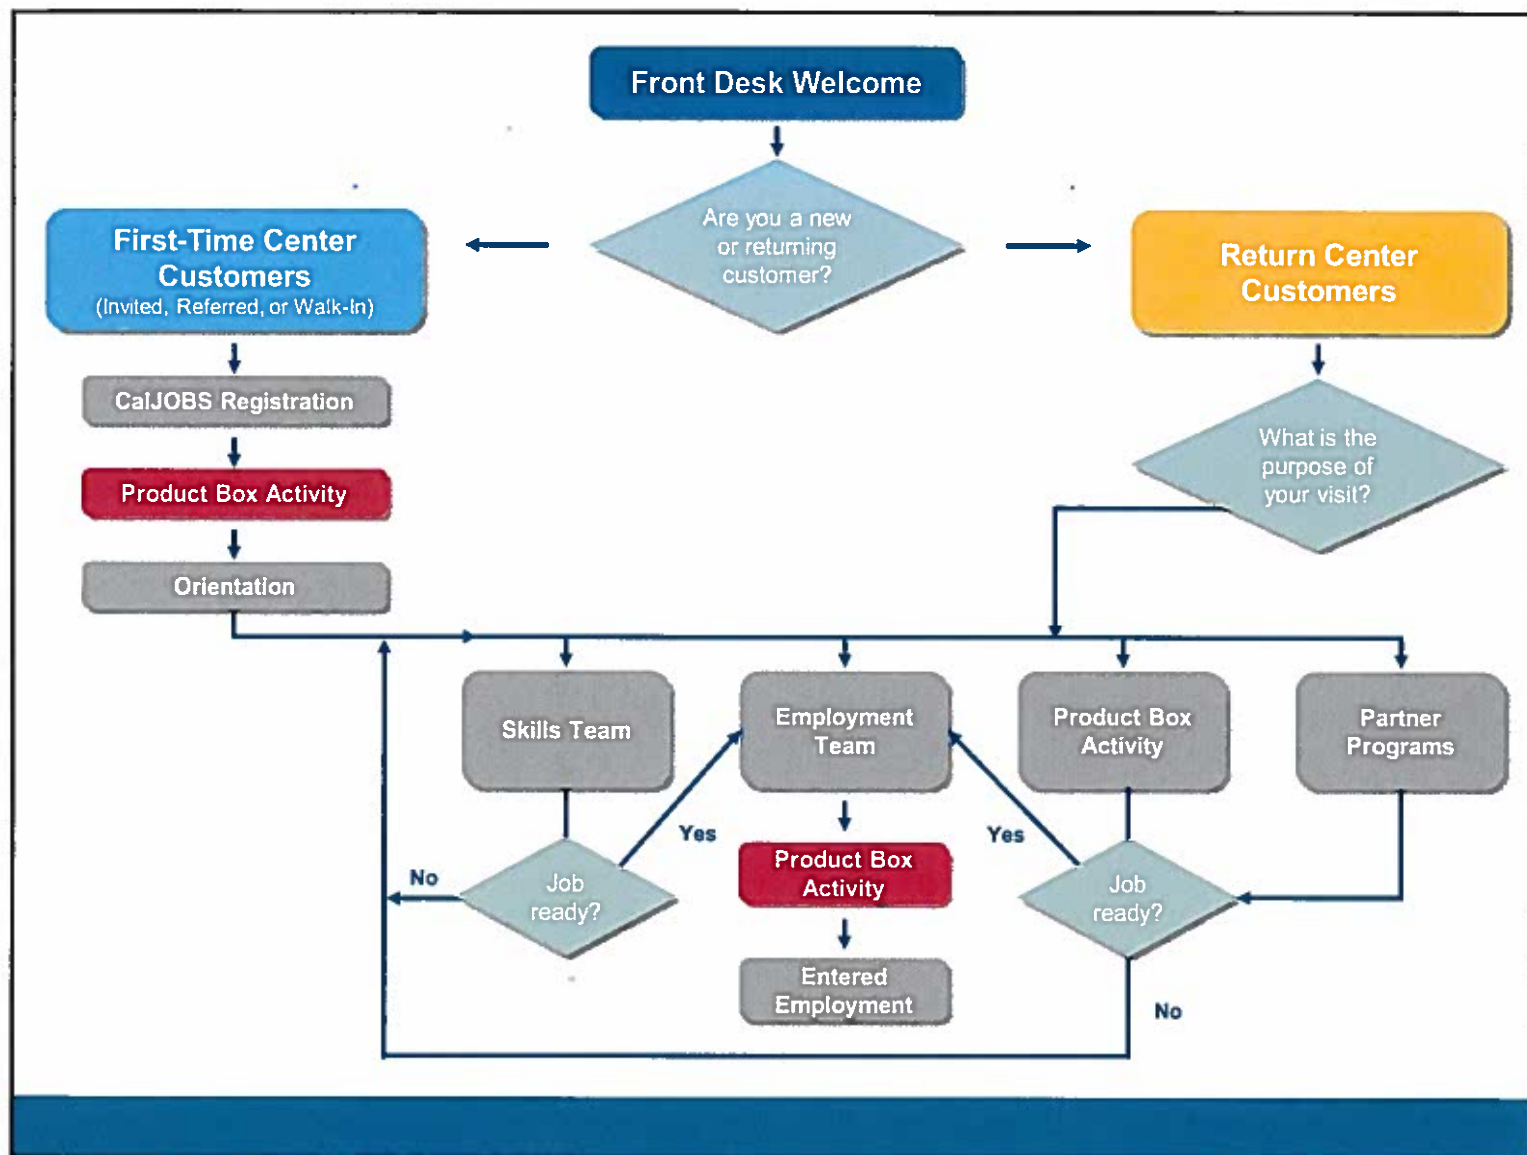 Front Desk Welcome
Are you a new
or returning
customer?
First-Time Center
Customers
(Invited, Referred, or Walk-In)
Return Center
Customers
CalJOBS Registration
What is the
purpose of
your visit?
Product Box Activity
Orientation
Skills Team
Employment
Team
Product Box
Activity
Partner
Programs
Yes
Yes
No
Job
ready?
Product Box
Activity
Job
ready?
Entered
Employment
No